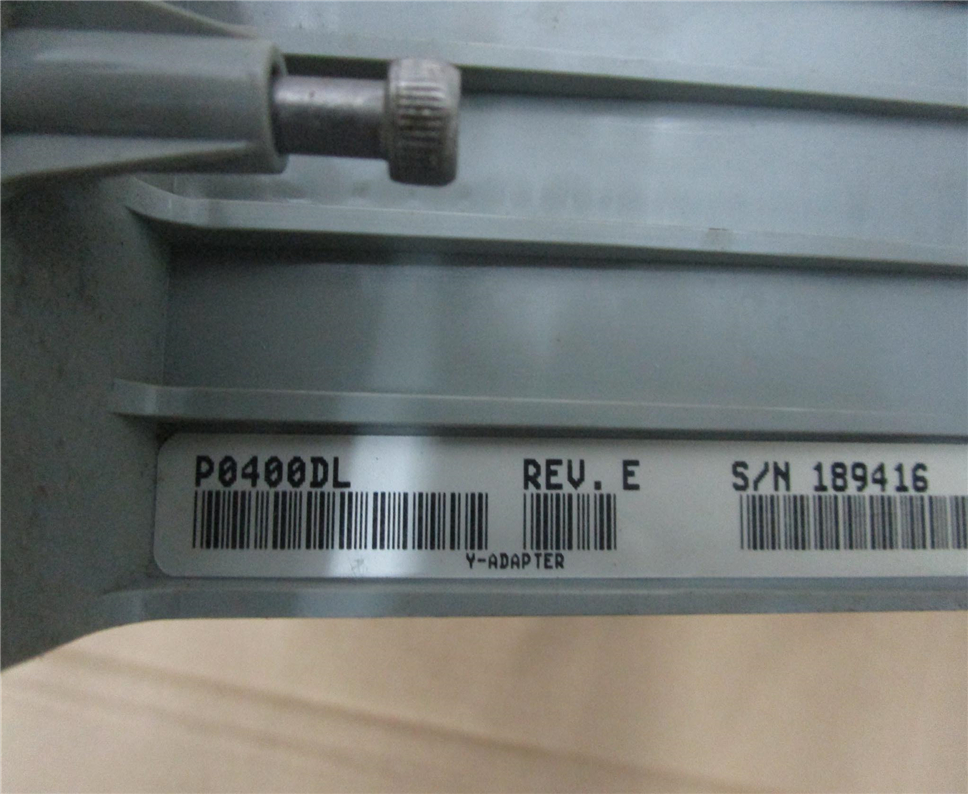 P0400DL REV. E S/N 189416
Y-ADAPTER